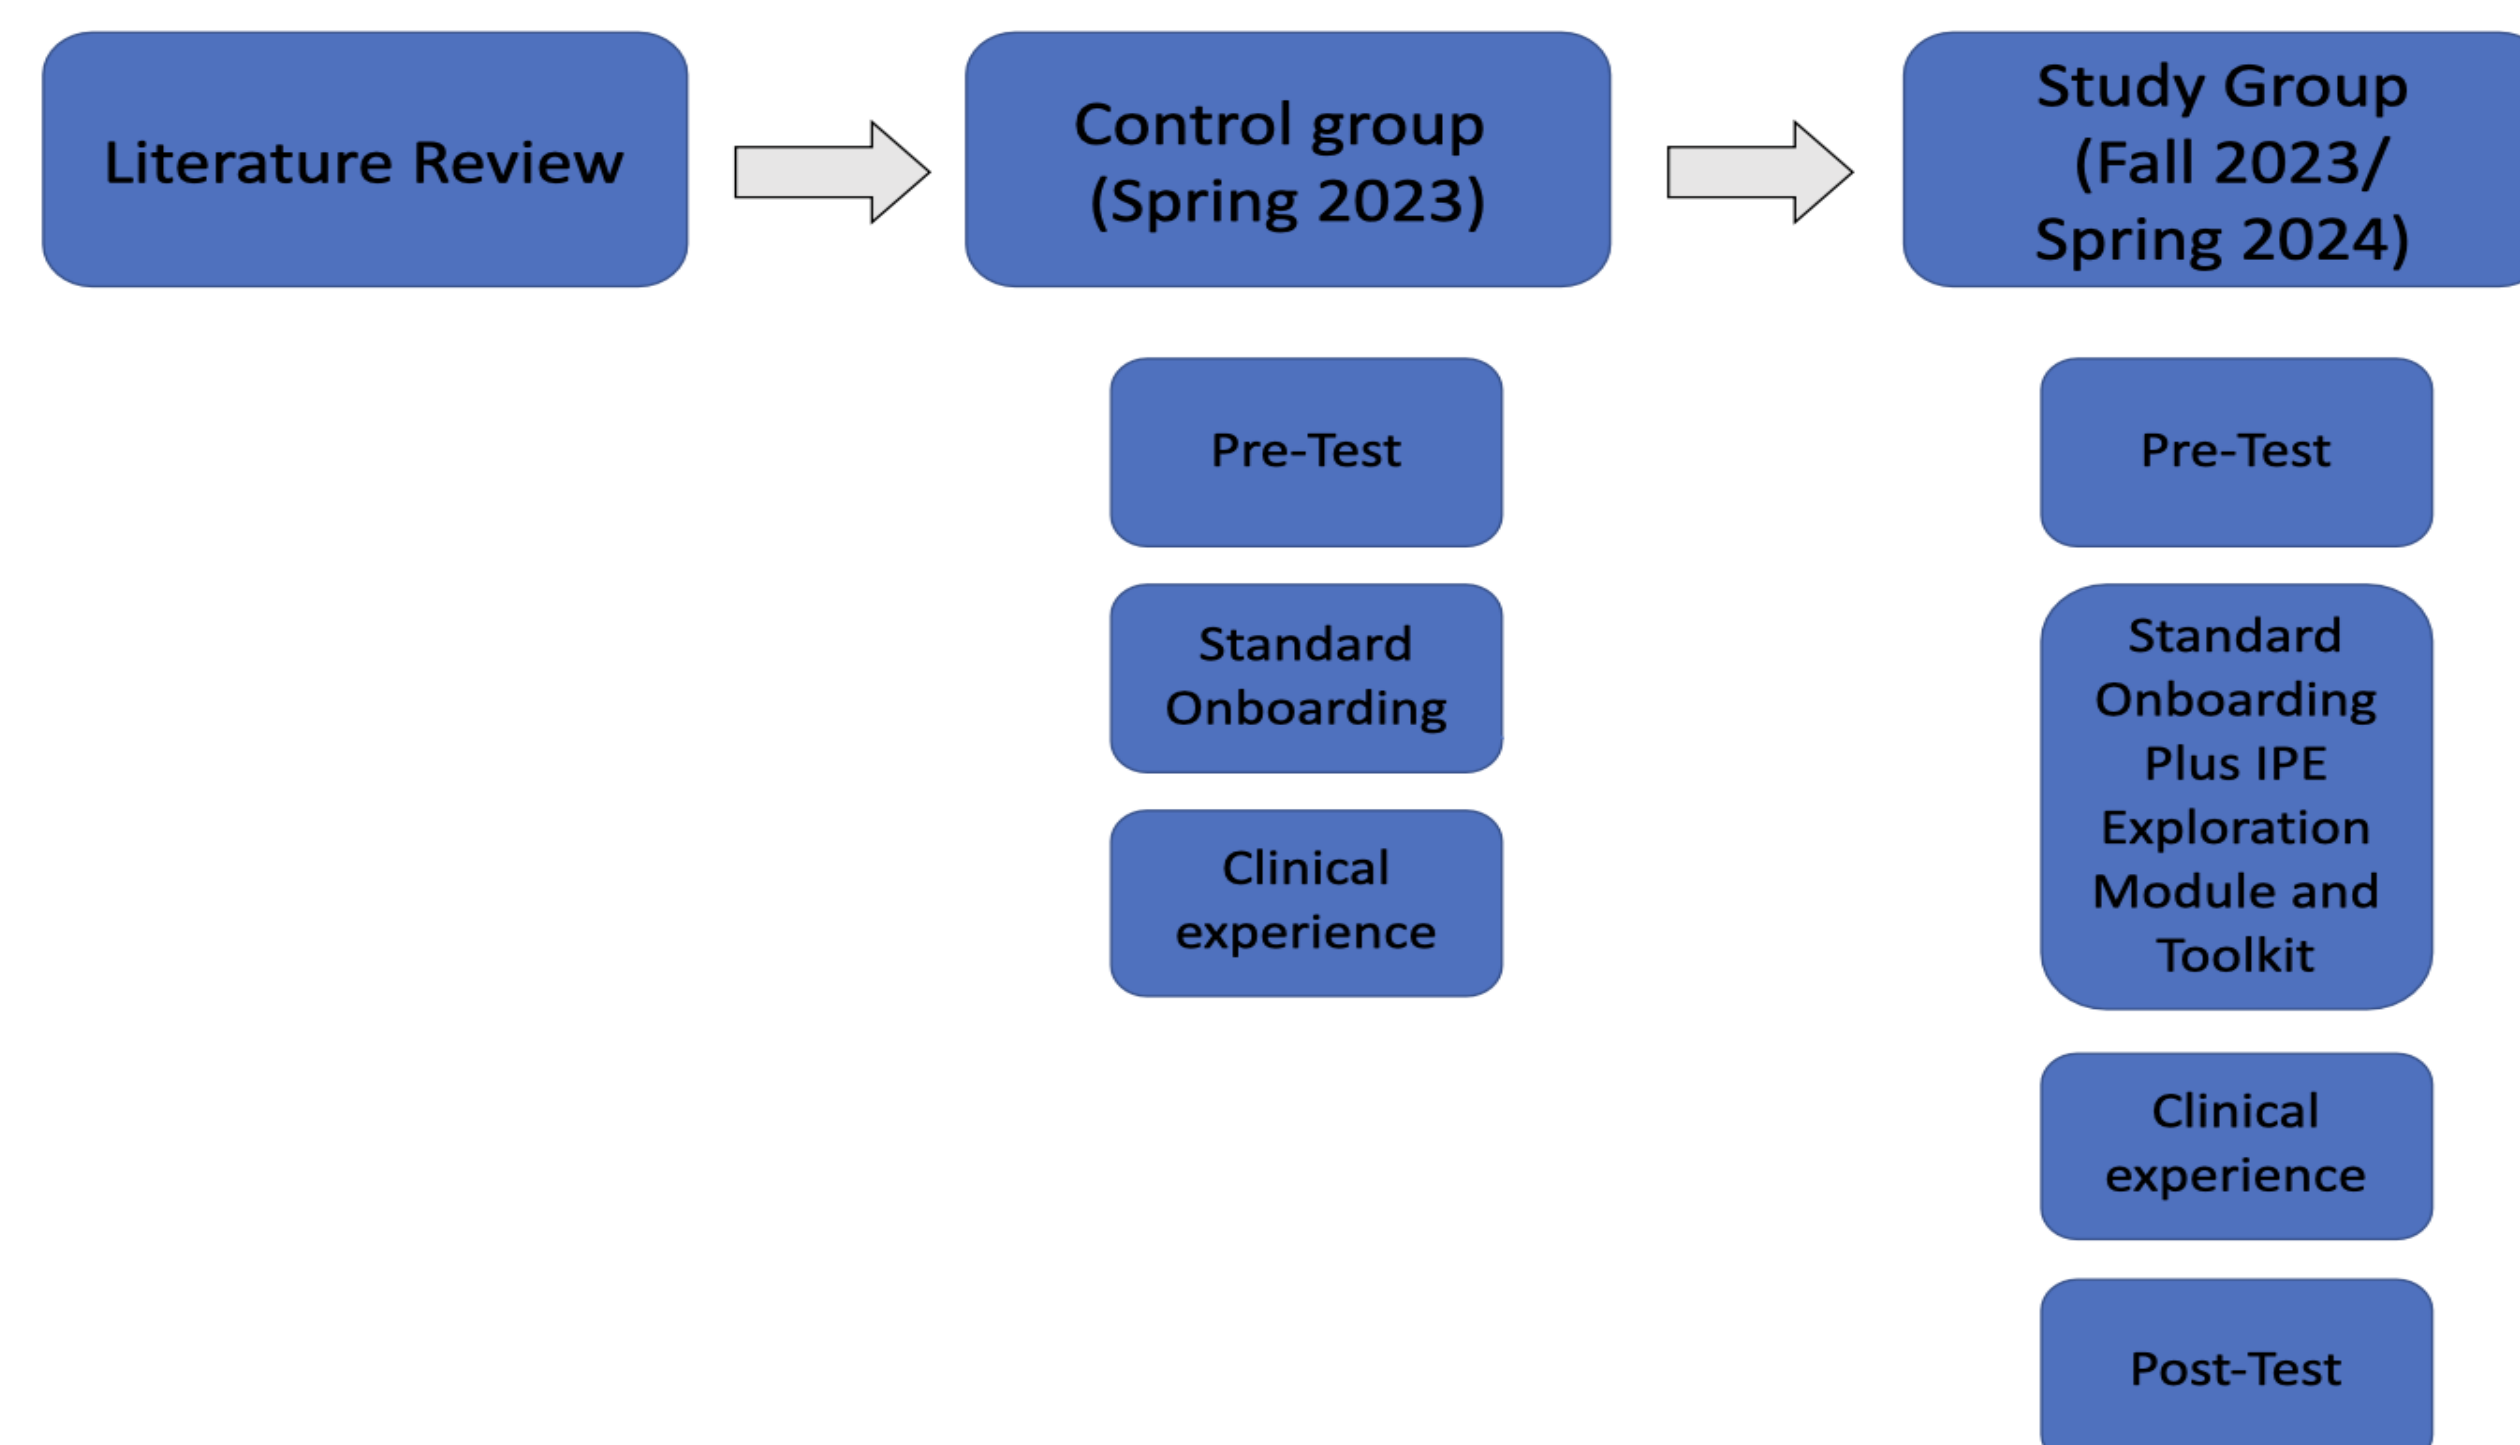 Literature Review
Control group
(Spring 2023)
Study Group
(Fall 2023/
Spring 2024)
Pre-Test
Standard
Onboarding
Clinical
experience
Pre-Test
Standard
Onboarding
Plus IPE
Exploration
Module and
Toolkit
Clinical
experience
Post-Test